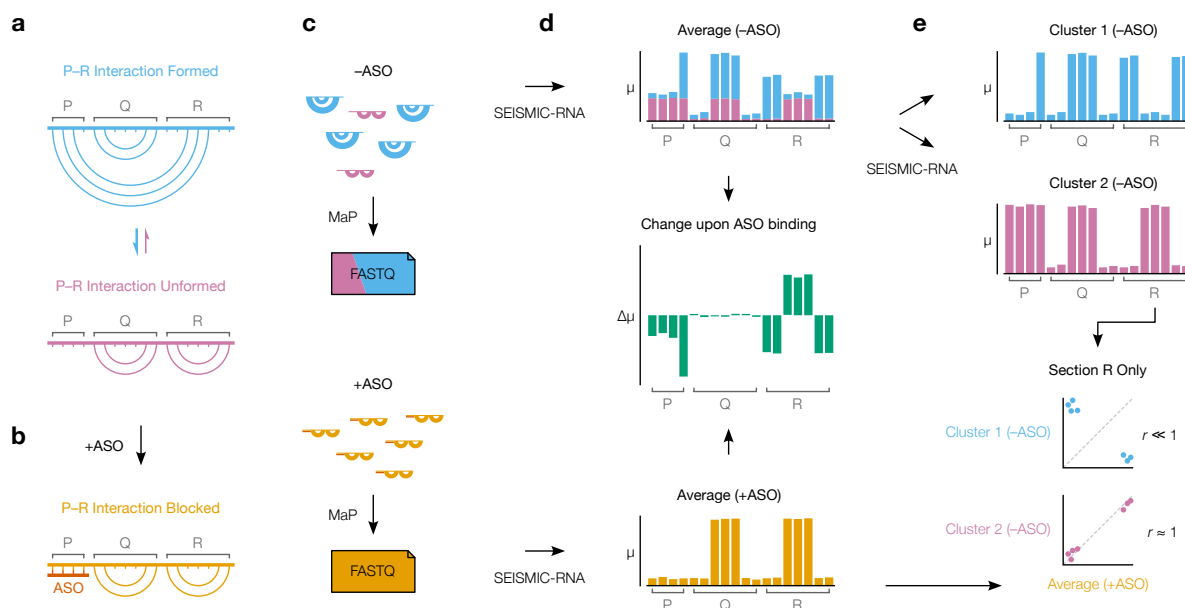 a
P–R Interaction Formed
P
Q
R
P–R Interaction Unformed
P
Q
R
b
+ASO
P–R Interaction Blocked
P
Q
R
ASO
c
–ASO
MaP
FASTQ
+ASO
MaP
FASTQ
SEISMIC-RNA
SEISMIC-RNA
d
Average (–ASO)
μ
P
Q
R
Change upon ASO binding
Δμ
P
Q
R
Average (+ASO)
μ
P
Q
R
SEISMIC-RNA
e
Cluster 1 (–ASO)
μ
P
Q
R
Cluster 2 (–ASO)
μ
P
Q
R
Section R Only
Cluster 1 (–ASO)
r ≪ 1
Cluster 2 (–ASO)
r ≈ 1
Average (+ASO)